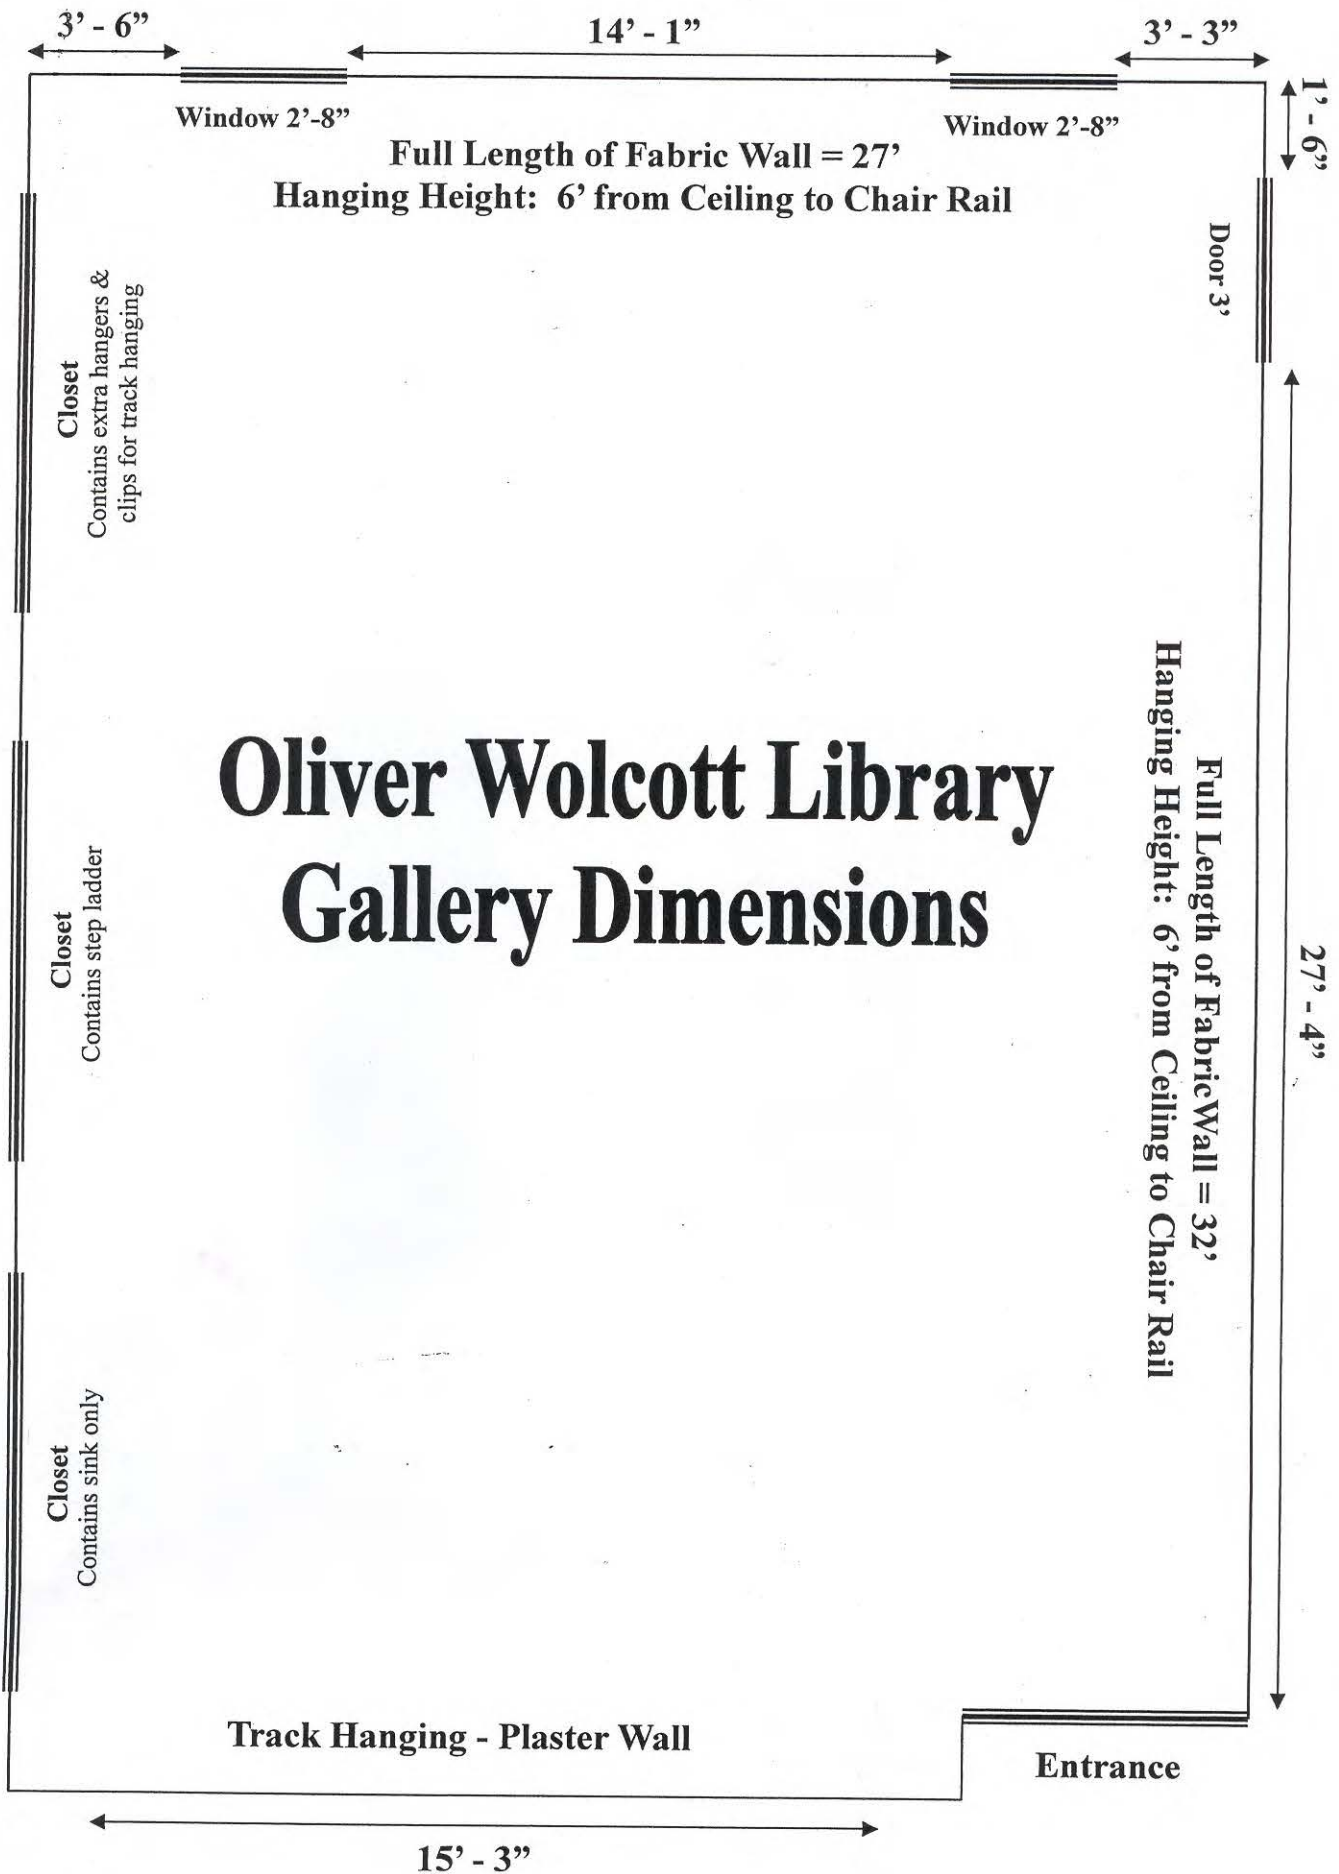 3’ - 6”
14’ - 1”
3’ - 3”
1’ - 6”
Window 2’-8”
Window 2’-8”
Full Length of Fabric Wall = 27’
Hanging Height:  6’ from Ceiling to Chair Rail
Door 3’
Closet
Contains extra hangers &
clips for track hanging
Oliver Wolcott Library
Gallery Dimensions
Full Length of FabricWall = 32’
Hanging Height:  6’ from Ceiling to Chair Rail
27’ - 4”
Closet
Contains step ladder
Closet
Contains sink only
Track Hanging - Plaster Wall
Entrance
15’ - 3”